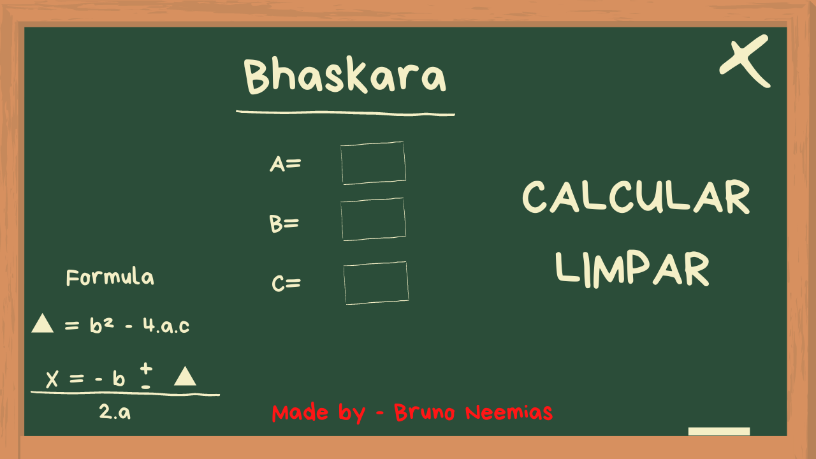 Bhaskara
A=
B=
C=
CALCULAR
LIMPAR
Formula
▲ = b² - 4.a.c
X = - b ± ▲
2.a
Made by - Bruno Neemias